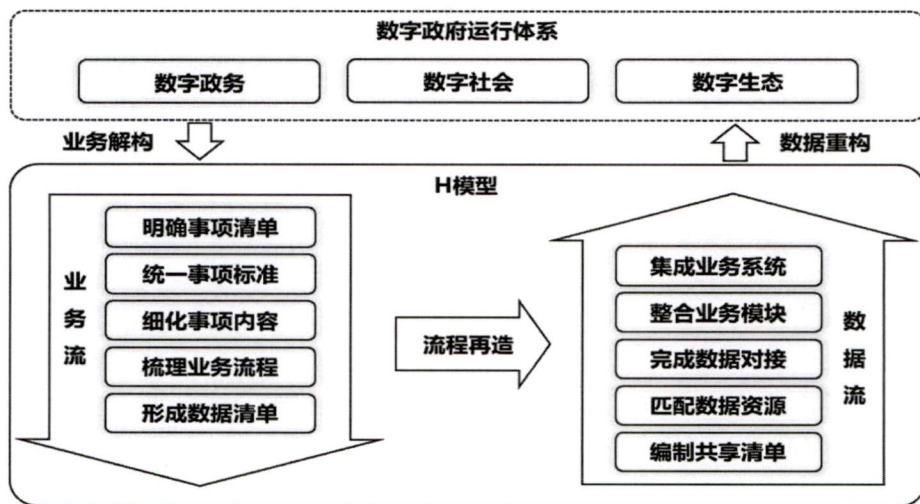 数字政府运行体系
数字政务
数字社会
数字生态
业务解构
数据重构
H模型
业务流
明确事项清单
统一事项标准
细化事项内容
梳理业务流程
形成数据清单
流程再造
集成业务系统
整合业务模块
完成数据对接
匹配数据资源
编制共享清单
数据流